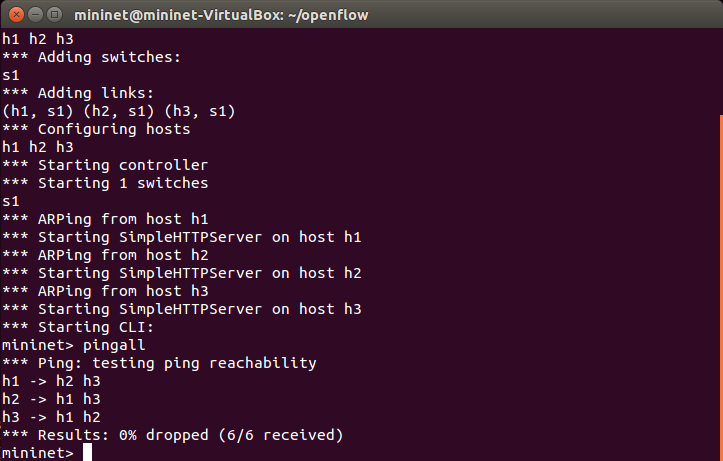 mininet@mininet-VirtualBox: ~/openflow
h1 h2 h3
*** Adding switches:
s1
*** Adding links:
(h1, s1) (h2, s1) (h3, s1)
*** Configuring hosts
h1 h2 h3
*** Starting controller
*** Starting 1 switches
s1
*** ARPing from host h1
*** Starting SimpleHTTPServer on host h1
*** ARPing from host h2
*** Starting SimpleHTTPServer on host h2
*** ARPing from host h3
*** Starting SimpleHTTPServer on host h3
*** Starting CLI:
mininet> pingall
*** Ping: testing ping reachability
h1 -> h2 h3
h2 -> h1 h3
h3 -> h1 h2
*** Results: 0% dropped (6/6 received)
mininet>